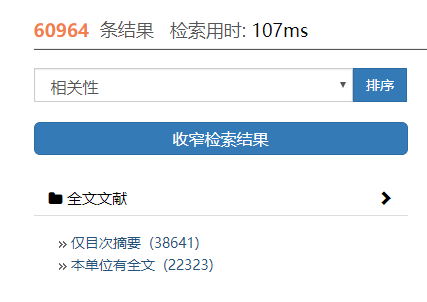 60964 条结果 检索用时: 107ms
相关性 排序
收窄检索结果
全文文献
» 仅目次摘要 (38641)
» 本单位有全文 (22323)